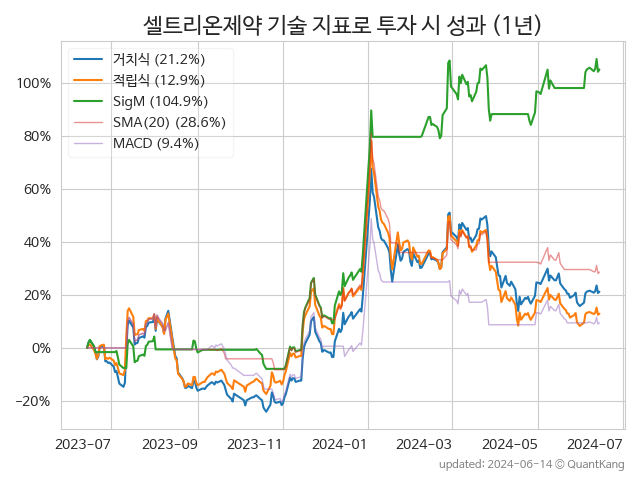 셀트리온제약 기술 지표로 투자 시 성과 (1년)
거치식 (21.2%)
적립식 (12.9%)
SigM (104.9%)
SMA(20) (28.6%)
MACD (9.4%)
100%
80%
60%
40%
20%
0%
−20%
2023-07
2023-09
2023-11
2024-01
2024-03
2024-05
2024-07
updated: 2024-06-14 © QuantKang